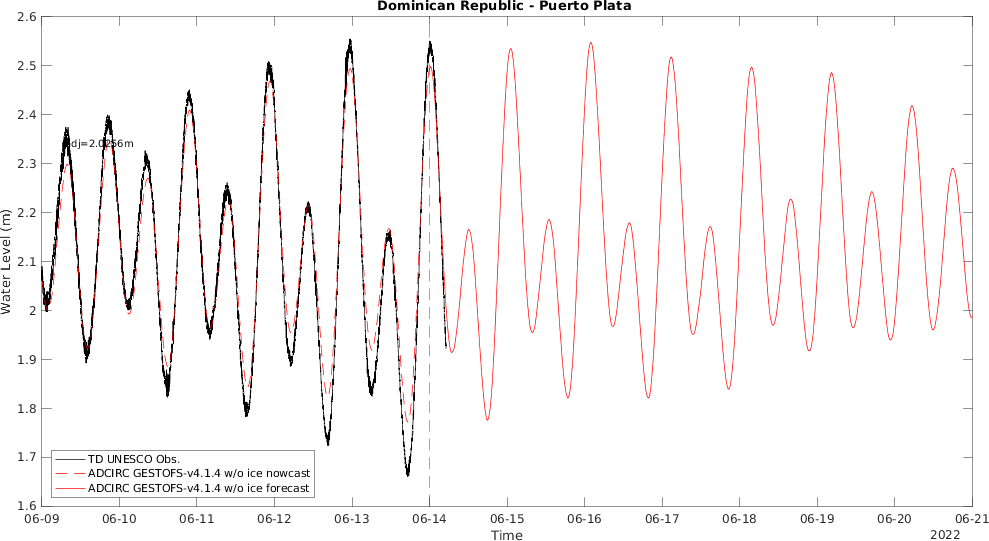 Dominican Republic - Puerto Plata
2.6
2.5
2.4
2.3
2.2
2.1
2
1.9
1.8
1.7
1.6
Water Level (m)
TD UNESCO Obs.
ADCIRC GESTOFS-v4.1.4 w/o ice nowcast
ADCIRC GESTOFS-v4.1.4 w/o ice forecast
06-09 06-10 06-11 06-12 06-13 06-14 06-15 06-16 06-17 06-18 06-19 06-20 06-21
Time
2022